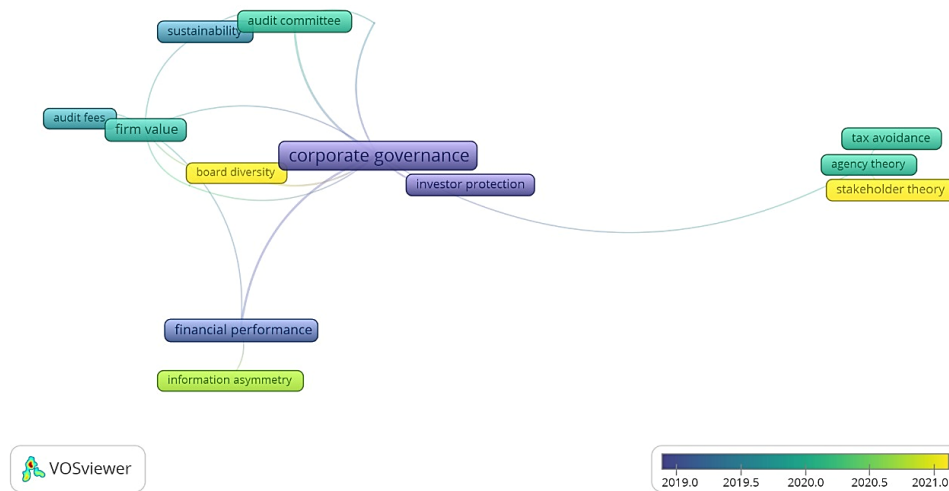 audit committee
sustainability
audit fees
firm value
tax avoidance
corporate governance
agency theory
board diversity
investor protection
stakeholder theory
financial performance
information asymmetry
VOSviewer
2019.0 2019.5 2020.0 2020.5 2021.0